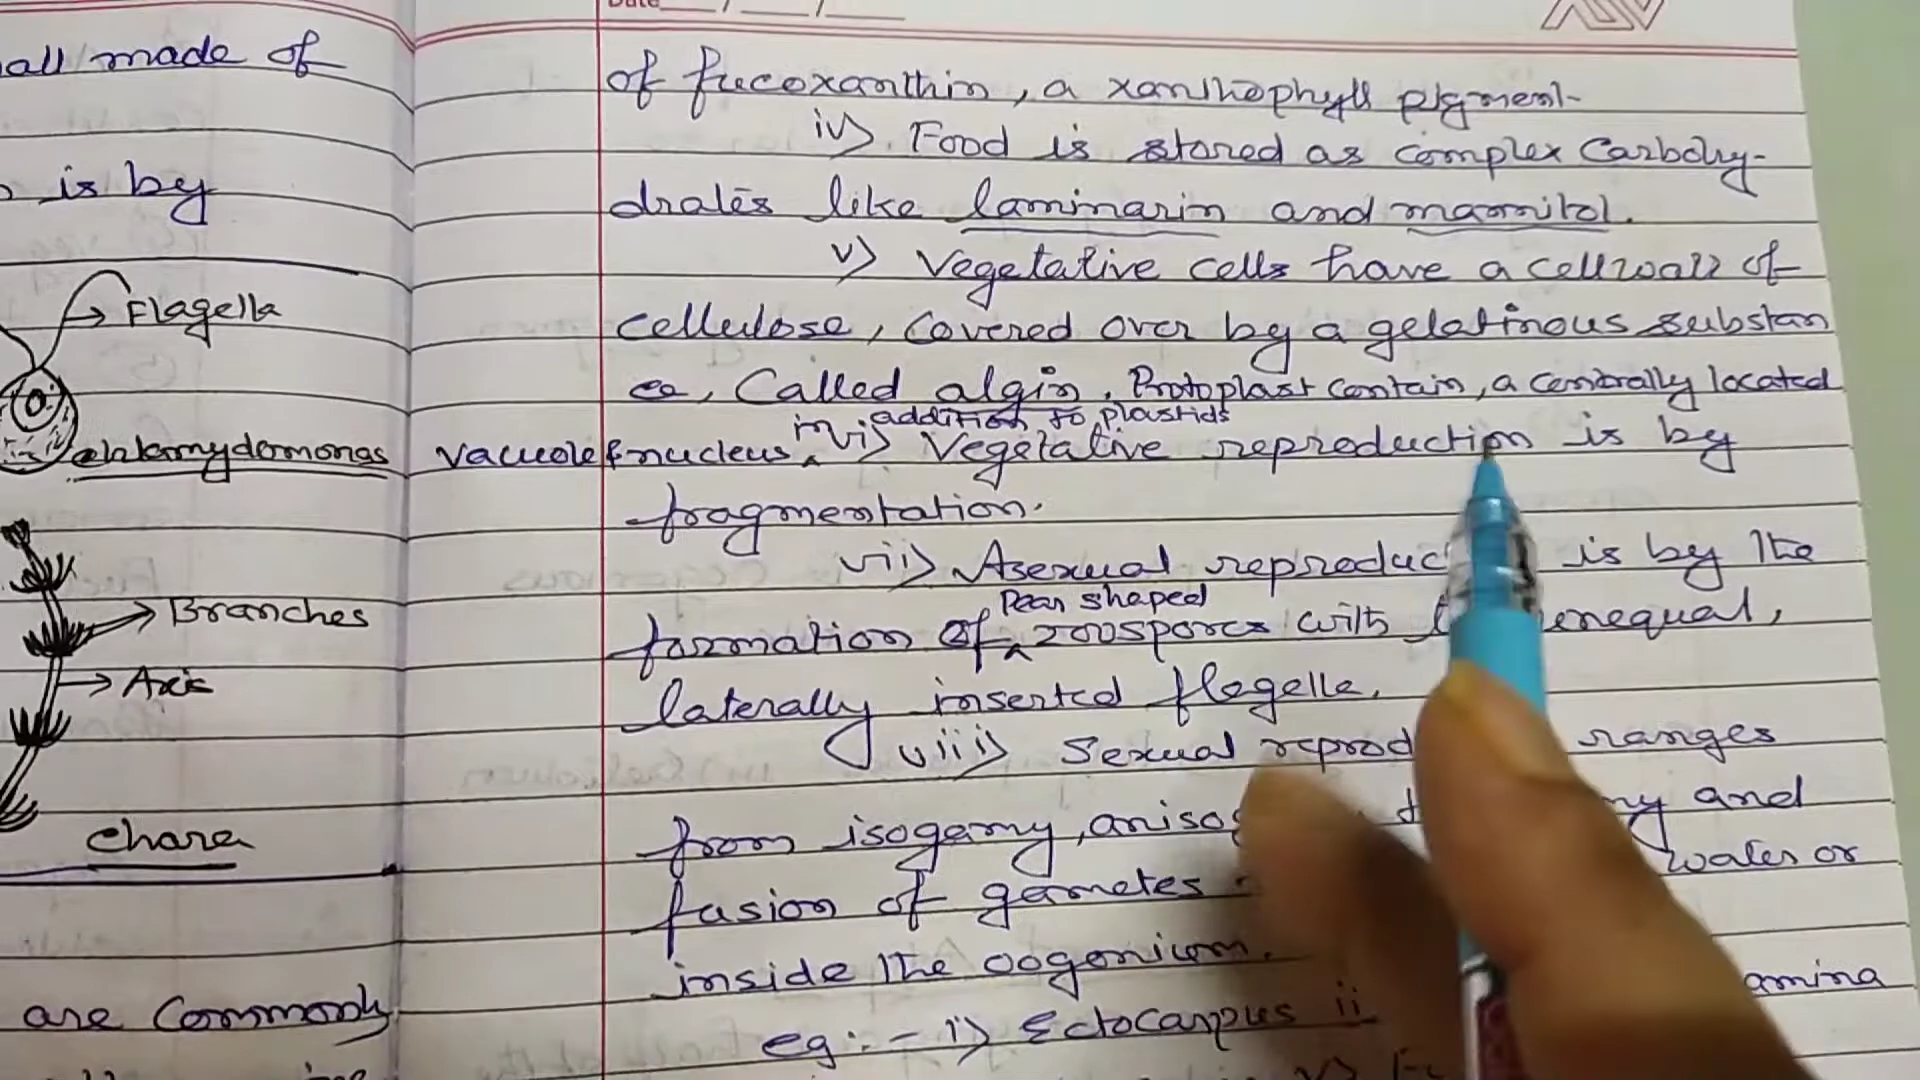 Date
all made of
is by
Flagella
chlamydomonas
Branches
Axis
chara
are commonly
of fucoxanthin, a xanthophyll pigment-
iv) Food is stored as complex Carbohy-
drates like laminarin and mannitol.
v) Vegetative cells have a cellwall of
cellulose, covered over by a gelatinous substan
ce, Called algin. Protoplast contain, a centrally located
in addition to plastids
vacuole & nucleus vi) Vegetative reproduction is by
fragmentation.
vii) Asexual reproduc is by the
Pear shaped
formation of zoospores with unequal,
laterally inserted flagella.
viii) Sexual reprod ranges
from isogamy, aniso my and
fusion of gametes water or
inside the oogonium.
eg:- i) Ectocarpus ii amina